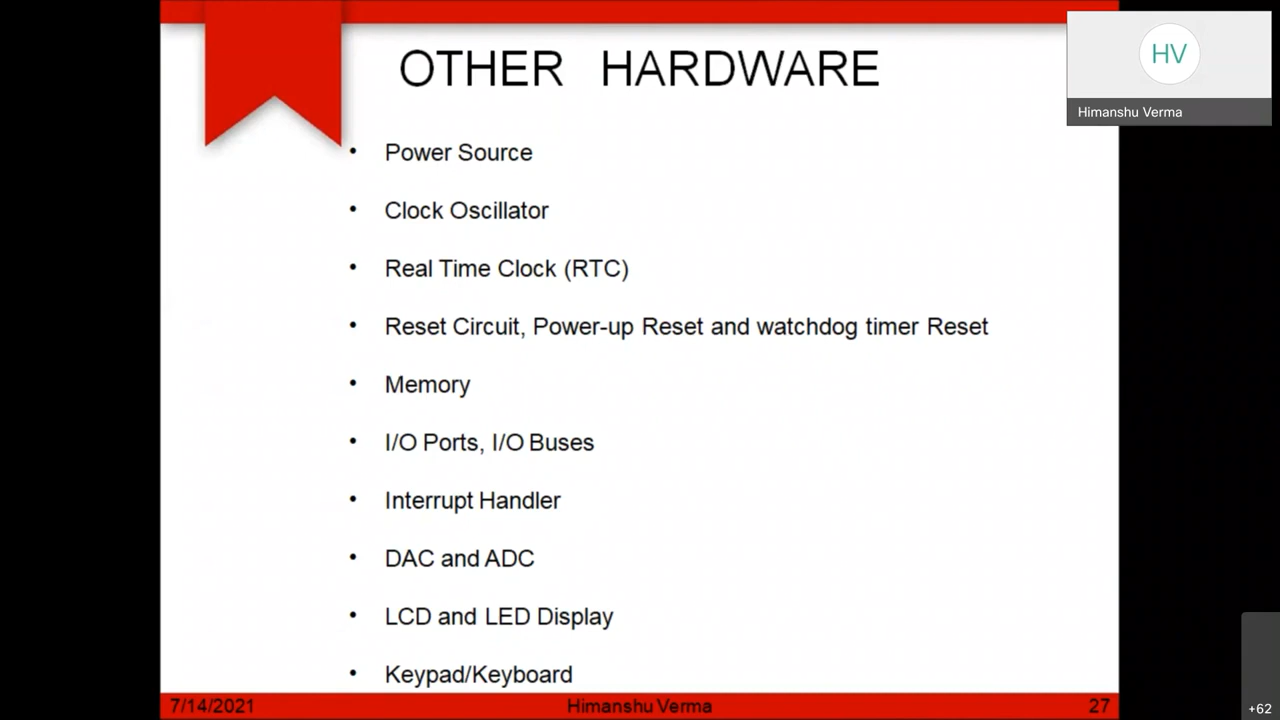 OTHER HARDWARE
HV
Himanshu Verma
• Power Source
• Clock Oscillator
• Real Time Clock (RTC)
• Reset Circuit, Power-up Reset and watchdog timer Reset
• Memory
• I/O Ports, I/O Buses
• Interrupt Handler
• DAC and ADC
• LCD and LED Display
• Keypad/Keyboard
7/14/2021
Himanshu Verma
27
+62